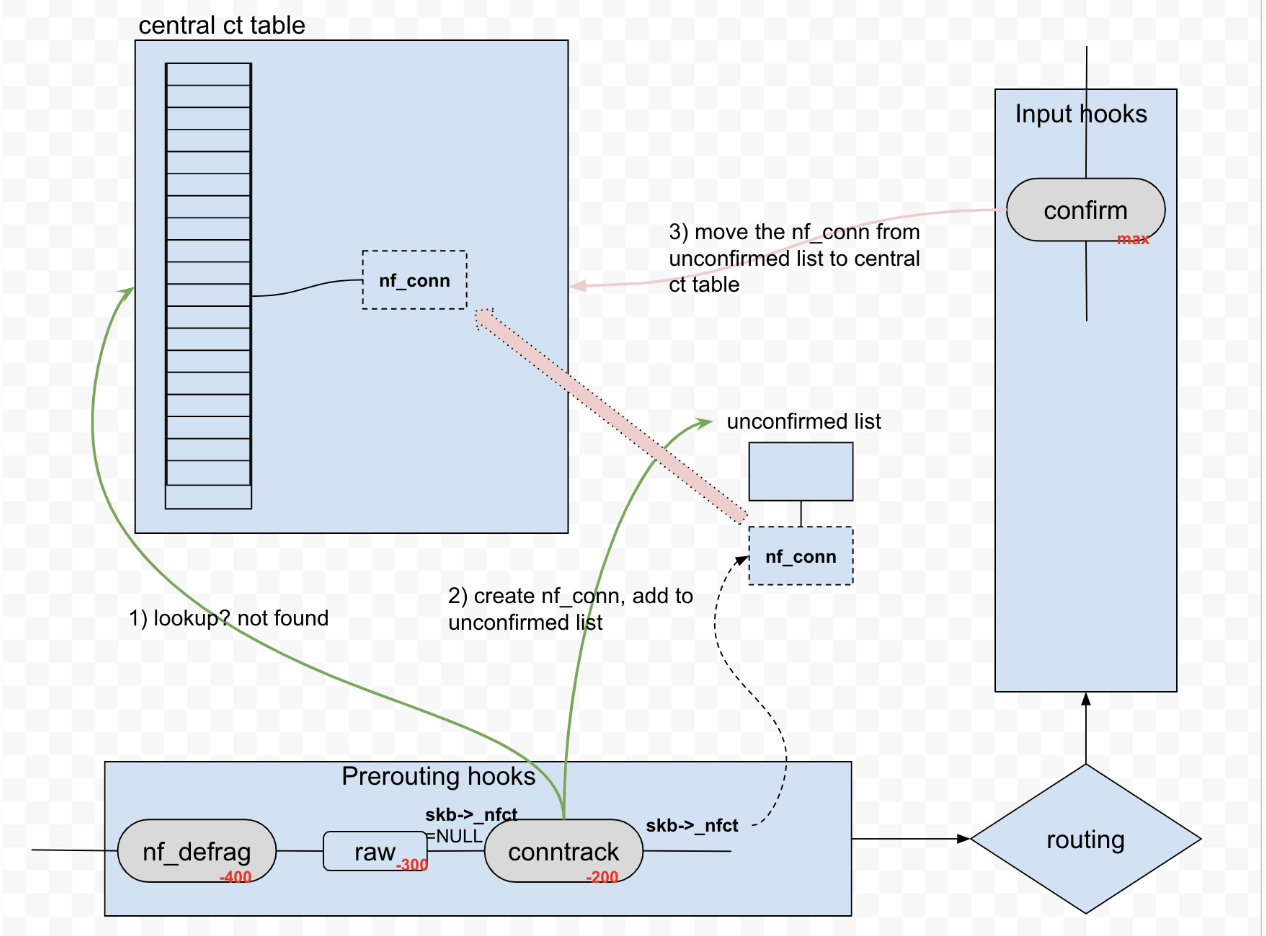 central ct table
Input hooks
confirm
max
3) move the nf_conn from
unconfirmed list to central
ct table
nf_conn
unconfirmed list
nf_conn
2) create nf_conn, add to
unconfirmed list
1) lookup? not found
Prerouting hooks
skb->_nfct
=NULL
skb->_nfct
nf_defrag
-400
raw
-300
conntrack
-200
routing